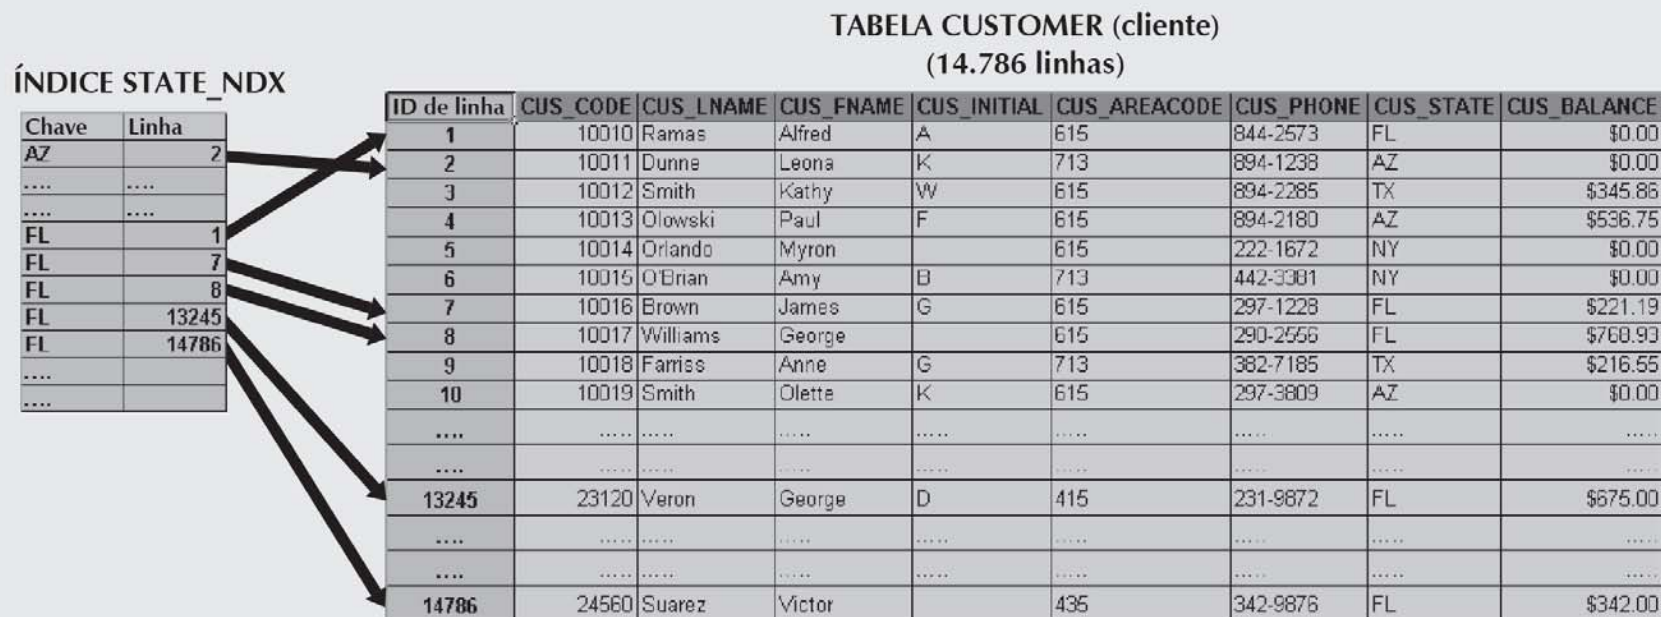 TABELA CUSTOMER (cliente)
(14.786 linhas)
ÍNDICE STATE_NDX
Chave Linha
AZ 2
.... ....
.... ....
FL 1
FL 7
FL 8
FL 13245
FL 14786
....
....
ID de linha CUS_CODE CUS_LNAME CUS_FNAME CUS_INITIAL CUS_AREACODE CUS_PHONE CUS_STATE CUS_BALANCE
1 10010 Ramas Alfred A 615 844-2573 FL $0.00
2 10011 Dunne Leona K 713 894-1238 AZ $0.00
3 10012 Smith Kathy W 615 894-2285 TX $345.86
4 10013 Olowski Paul F 615 894-2180 AZ $536.75
5 10014 Orlando Myron 615 222-1672 NY $0.00
6 10015 O'Brian Amy B 713 442-3381 NY $0.00
7 10016 Brown James G 615 297-1228 FL $221.19
8 10017 Williams George 615 290-2556 FL $768.93
9 10018 Farriss Anne G 713 382-7185 TX $216.55
10 10019 Smith Olette K 615 297-3809 AZ $0.00
.... ..... ..... ..... ..... ..... ..... ..... .....
.... ..... ..... ..... ..... ..... ..... ..... .....
13245 23120 Veron George D 415 231-9872 FL $675.00
.... ..... ..... ..... ..... ..... ..... ..... .....
.... ..... ..... ..... ..... ..... ..... ..... .....
14786 24560 Suarez Victor 435 342-9876 FL $342.00